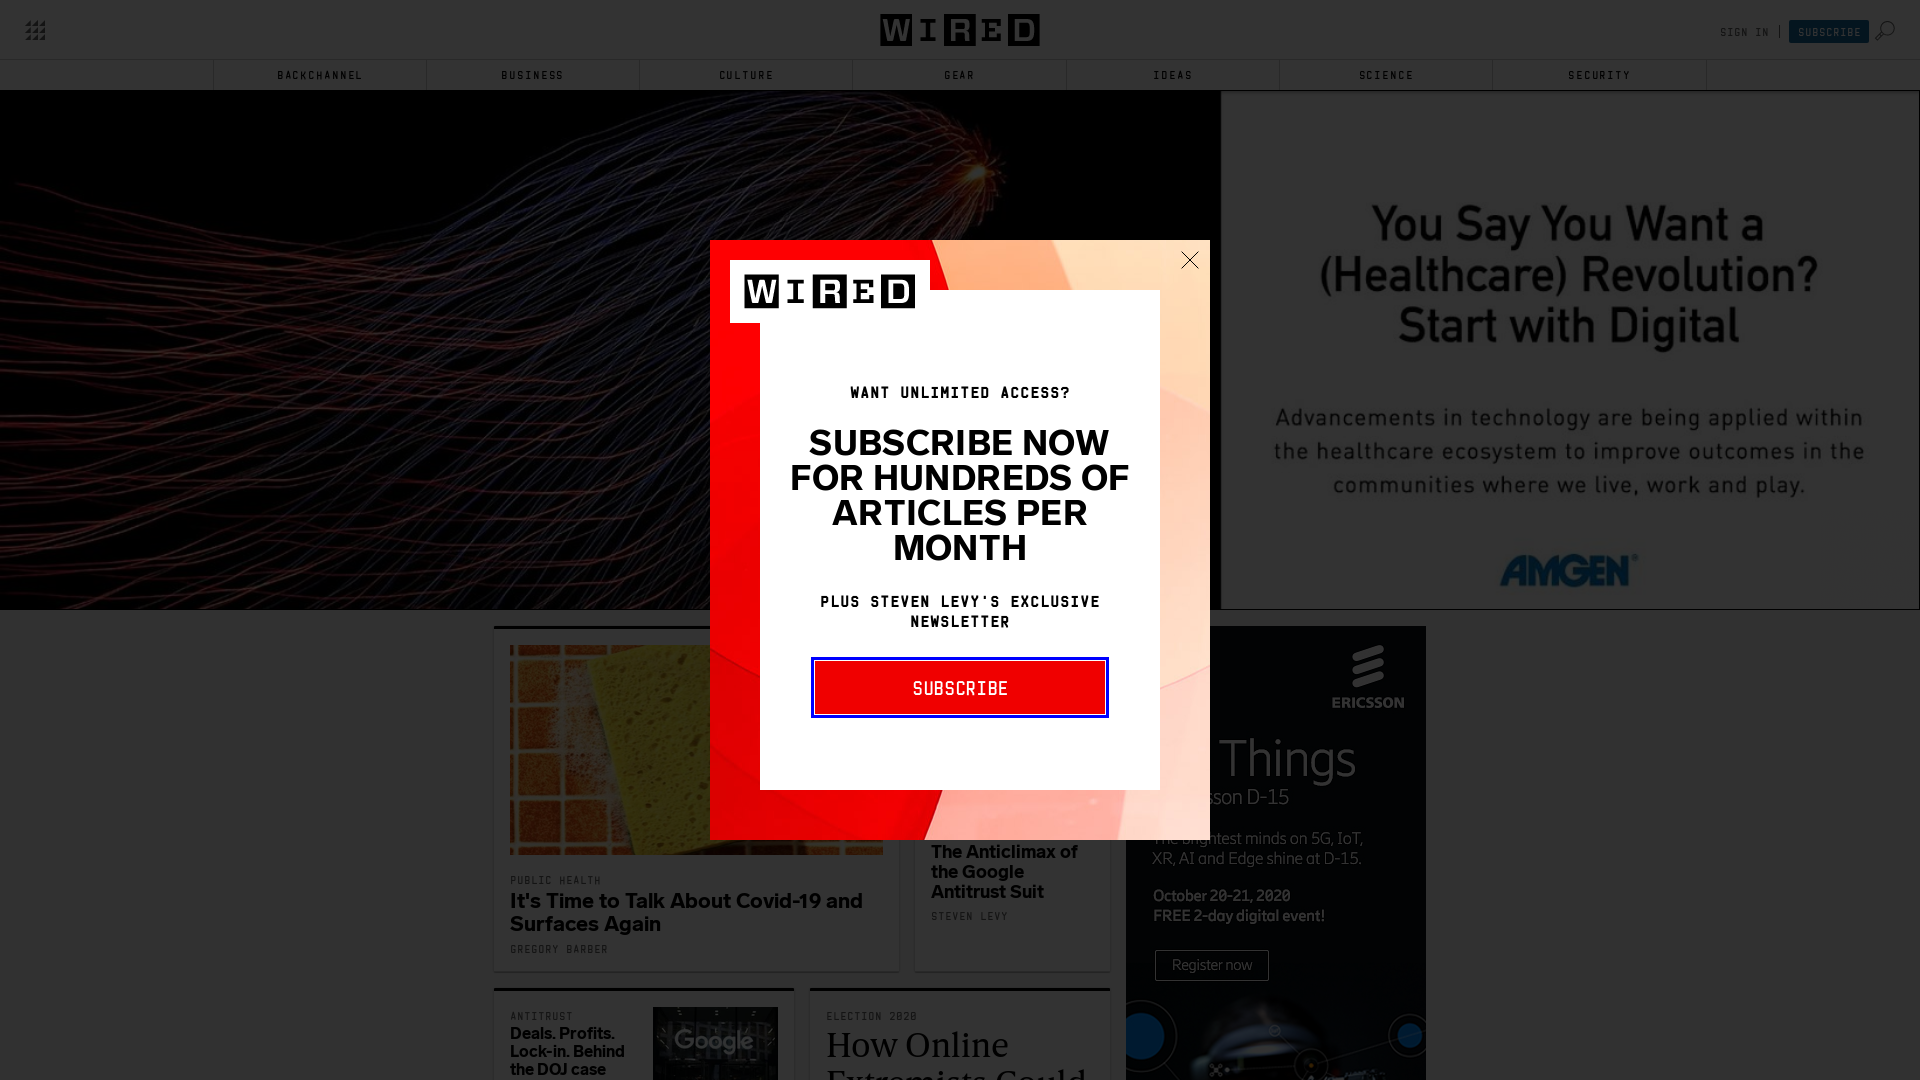 WIRED
SIGN IN
SUBSCRIBE
BACKCHANNEL
BUSINESS
CULTURE
GEAR
IDEAS
SCIENCE
SECURITY
You Say You Want a
(Healthcare) Revolution?
Start with Digital
Advancements in technology are being applied within
the healthcare ecosystem to improve outcomes in the
communities where we live, work and play.
AMGEN®
WIRED
WANT UNLIMITED ACCESS?
SUBSCRIBE NOW
FOR HUNDREDS OF
ARTICLES PER
MONTH
PLUS STEVEN LEVY'S EXCLUSIVE
NEWSLETTER
SUBSCRIBE
PUBLIC HEALTH
It's Time to Talk About Covid-19 and
Surfaces Again
GREGORY BARBER
The Anticlimax of
the Google
Antitrust Suit
STEVEN LEVY
ERICSSON
Things
D-15
The brightest minds on 5G, IoT,
XR, AI and Edge shine at D-15.
October 20-21, 2020
FREE 2-day digital event!
Register now
ANTITRUST
Deals. Profits.
Lock-in. Behind
the DOJ case
Google
ELECTION 2020
How Online
Extremists Could